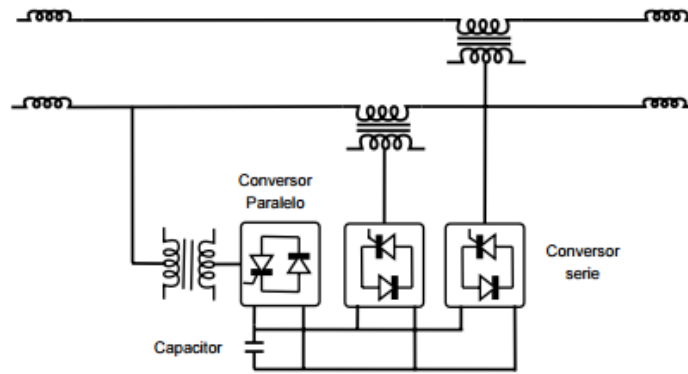 Conversor
Paralelo
Conversor
serie
Capacitor